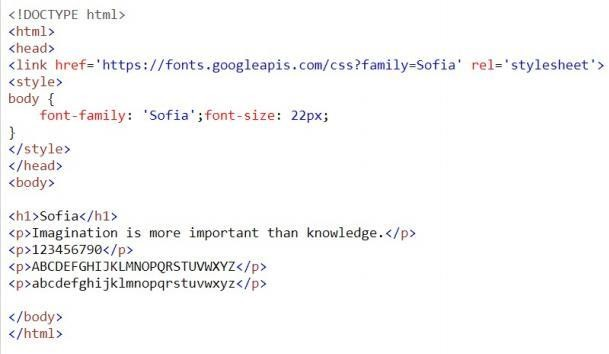 <!DOCTYPE html>
<html>
<head>
<link href='https://fonts.googleapis.com/css?family=Sofia' rel='stylesheet'>
<style>
body {
    font-family: 'Sofia';font-size: 22px;
}
</style>
</head>
<body>

<h1>Sofia</h1>
<p>Imagination is more important than knowledge.</p>
<p>123456790</p>
<p>ABCDEFGHIJKLMNOPQRSTUVWXYZ</p>
<p>abcdefghijklmnopqrstuvwxyz</p>

</body>
</html>